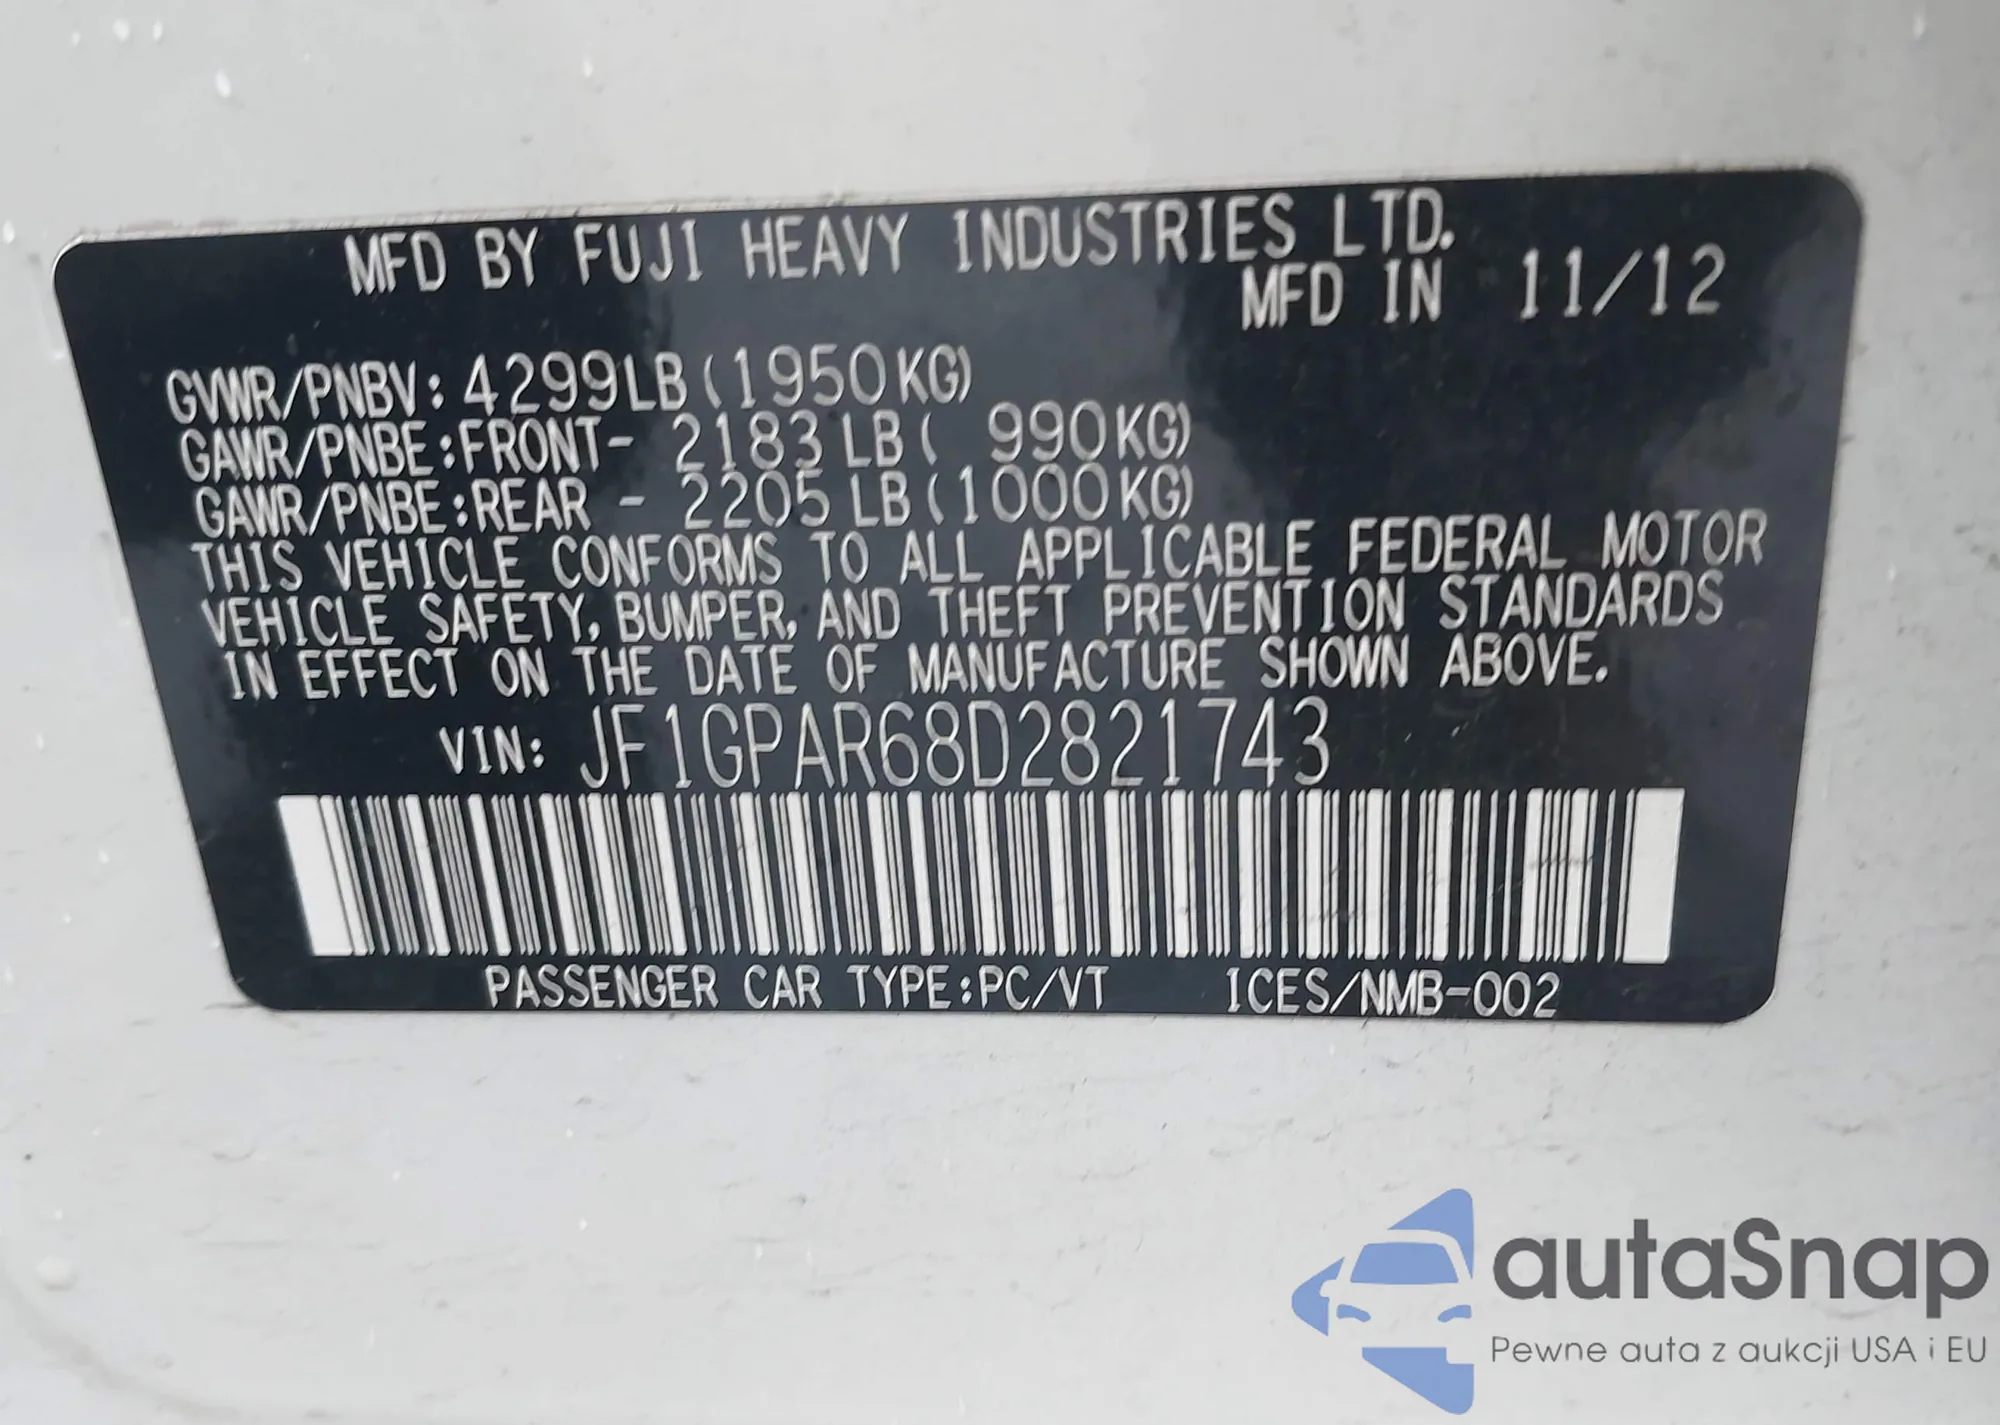 MFD BY FUJI HEAVY INDUSTRIES LTD.
MFD IN 11/12
GVWR/PNBV: 4299LB (1950KG)
GAWR/PNBE:FRONT- 2183 LB ( 990KG)
GAWR/PNBE:REAR - 2205 LB (1000KG)
THIS VEHICLE CONFORMS TO ALL APPLICABLE FEDERAL MOTOR
VEHICLE SAFETY, BUMPER, AND THEFT PREVENTION STANDARDS
IN EFFECT ON THE DATE OF MANUFACTURE SHOWN ABOVE.
VIN: JF1GPAR68D2821743
PASSENGER CAR TYPE:PC/VT ICES/NMB-002
autaSnap
Pewne auta z aukcji USA i EU